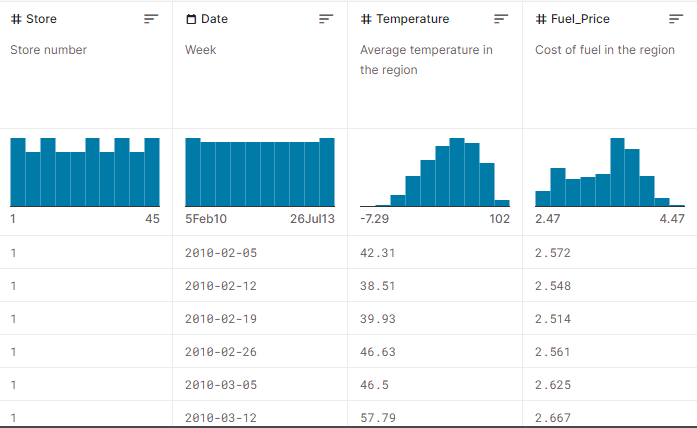 Store Date Temperature Fuel_Price
Store number Week Average temperature in the region Cost of fuel in the region
1 45 5Feb10 26Jul13 -7.29 102 2.47 4.47
1 2010-02-05 42.31 2.572
1 2010-02-12 38.51 2.548
1 2010-02-19 39.93 2.514
1 2010-02-26 46.63 2.561
1 2010-03-05 46.5 2.625
1 2010-03-12 57.79 2.667